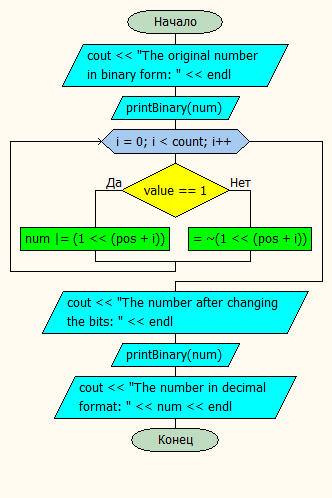 Начало
cout << "The original number
in binary form: " << endl
printBinary(num)
i = 0; i < count; i++
Да
Нет
value == 1
num |= (1 << (pos + i))
= ~(1 << (pos + i))
cout << "The number after changing
the bits: " << endl
printBinary(num)
cout << "The number in decimal
format: " << num << endl
Конец